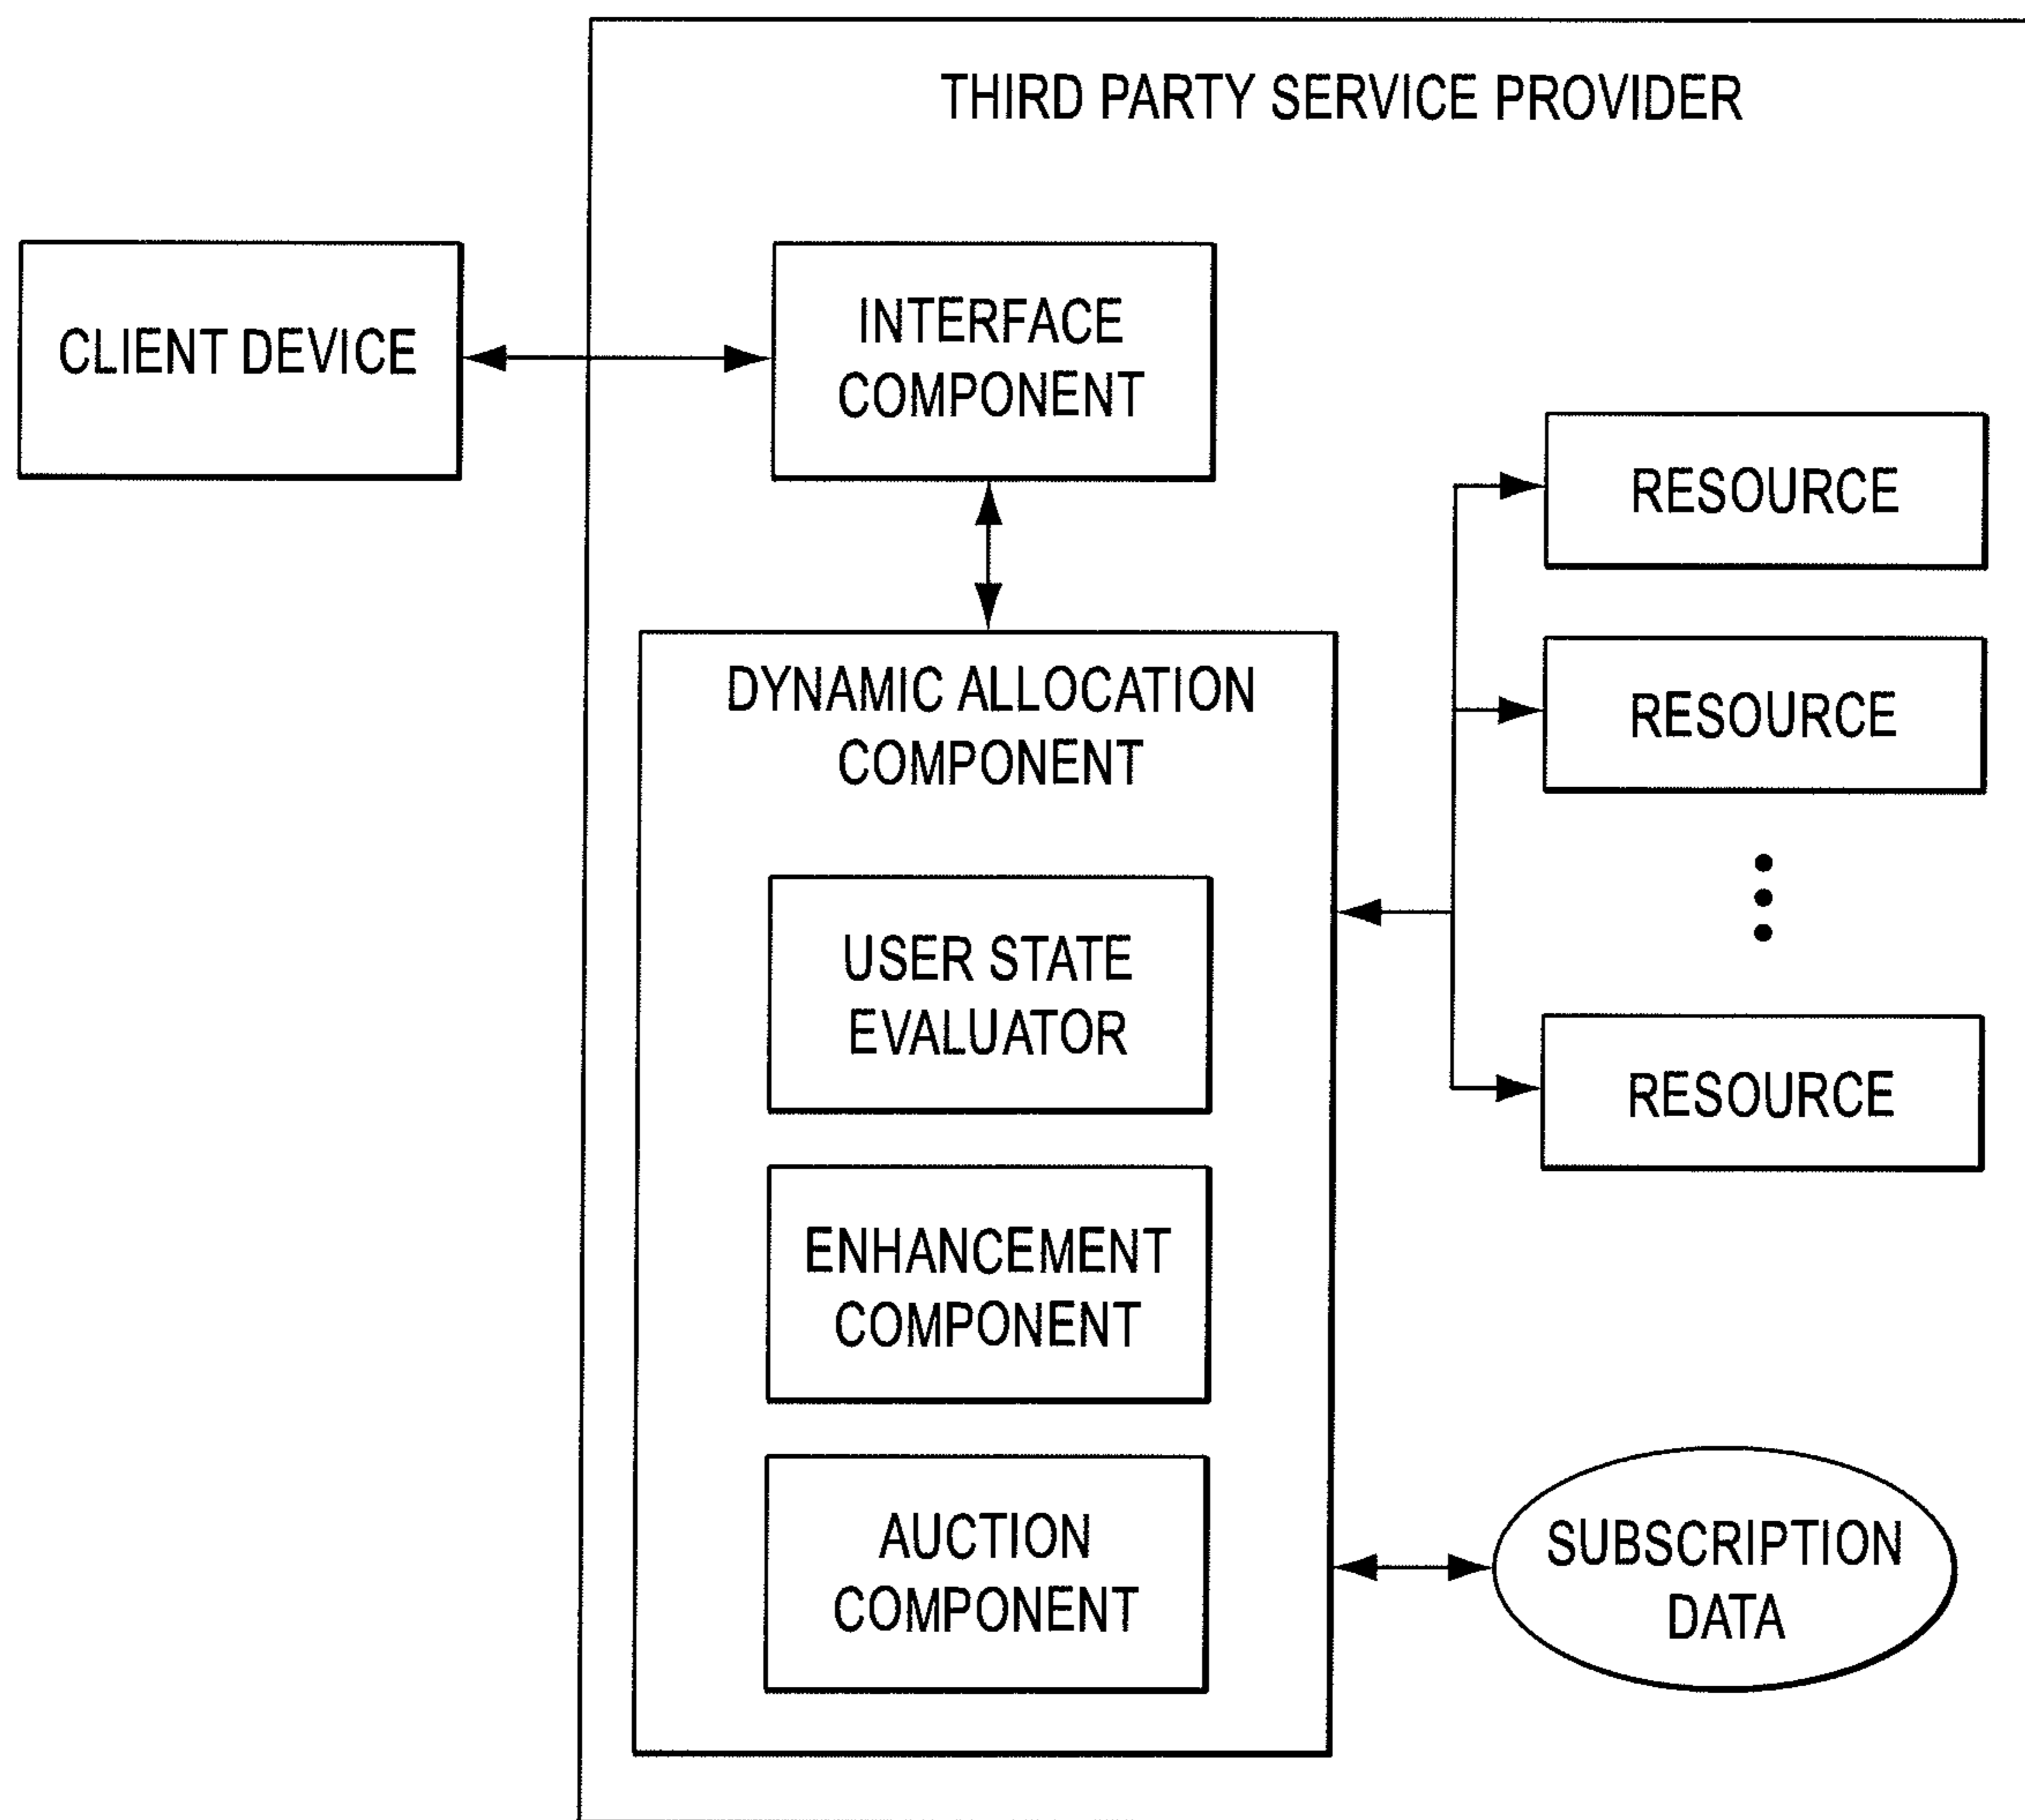 THIRD PARTY SERVICE PROVIDER
CLIENT DEVICE
INTERFACE
COMPONENT
RESOURCE
RESOURCE
RESOURCE
DYNAMIC ALLOCATION
COMPONENT
USER STATE
EVALUATOR
ENHANCEMENT
COMPONENT
AUCTION
COMPONENT
SUBSCRIPTION
DATA